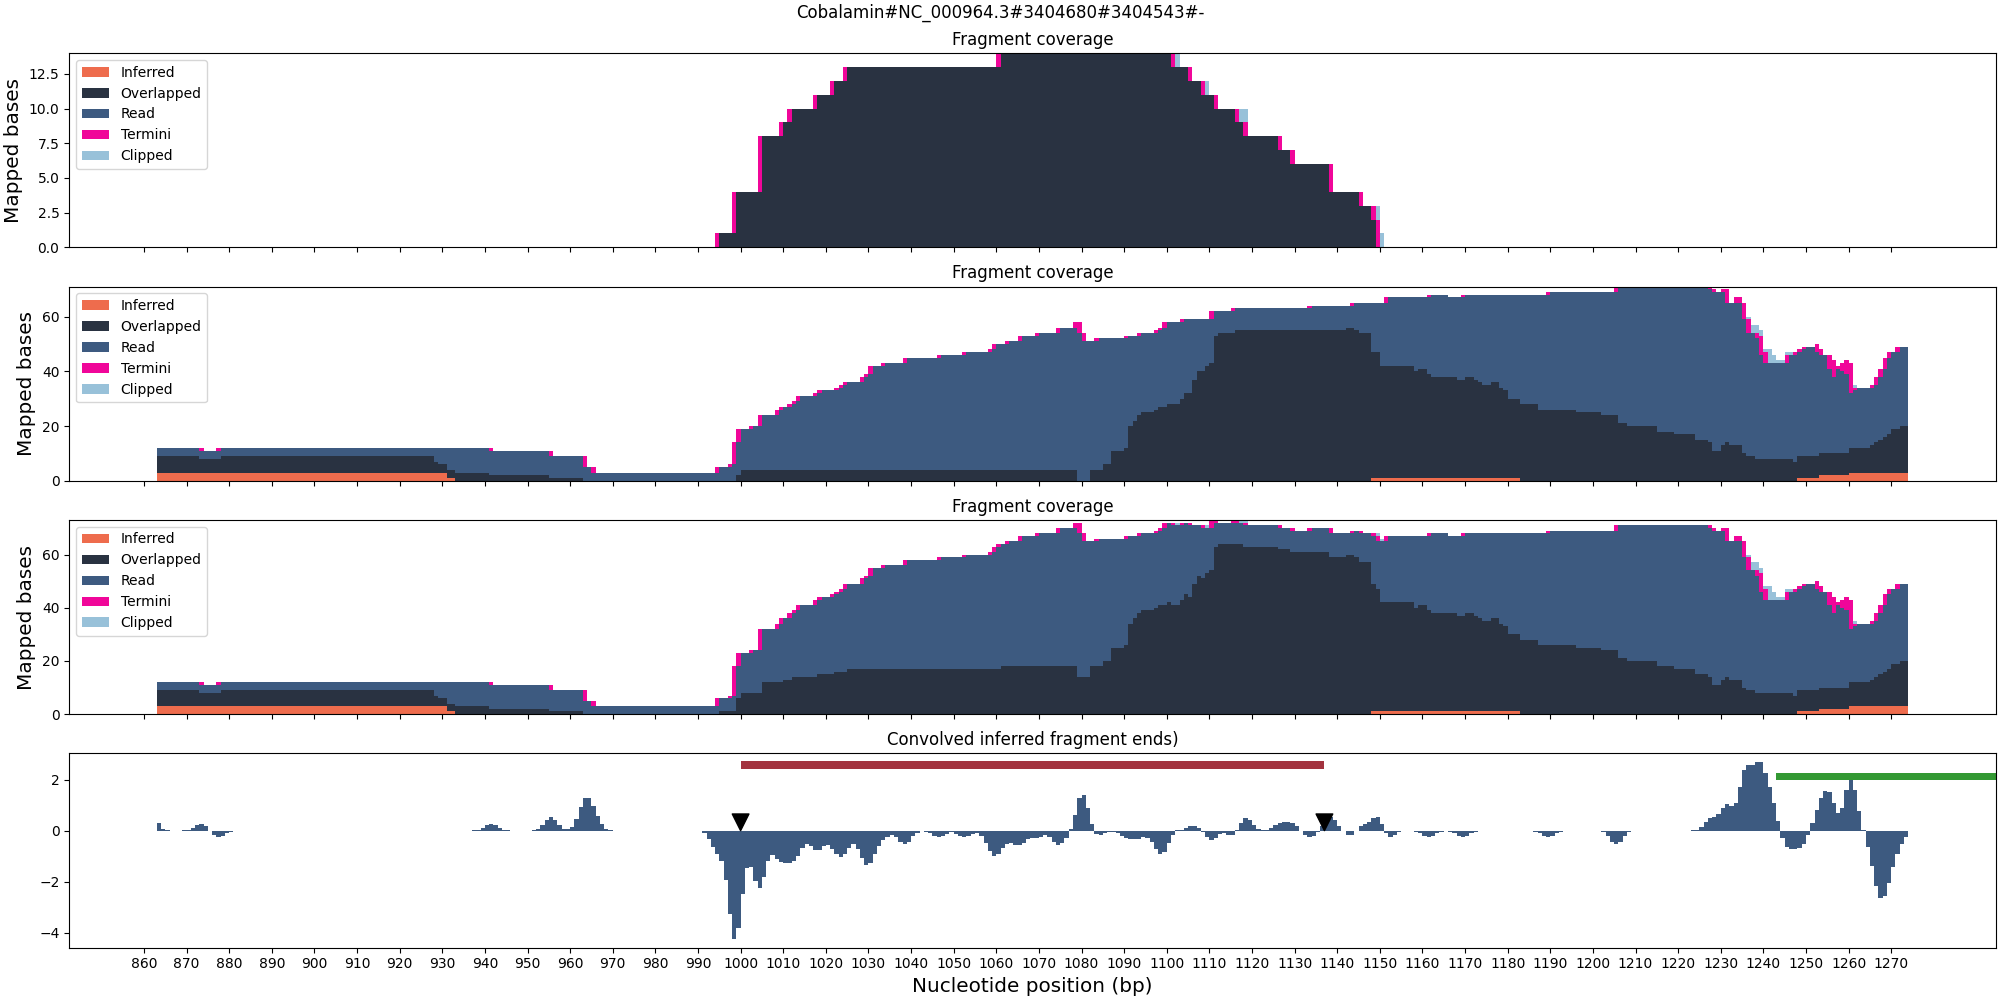 Cobalamin#NC_000964.3#3404680#3404543#-
Fragment coverage
Mapped bases
12.5
10.0
7.5
5.0
2.5
0.0
Inferred
Overlapped
Read
Termini
Clipped
Fragment coverage
Mapped bases
60
40
20
0
Inferred
Overlapped
Read
Termini
Clipped
Fragment coverage
Mapped bases
60
40
20
0
Inferred
Overlapped
Read
Termini
Clipped
Convolved inferred fragment ends)
2
0
−2
−4
860 870 880 890 900 910 920 930 940 950 960 970 980 990 1000 1010 1020 1030 1040 1050 1060 1070 1080 1090 1100 1110 1120 1130 1140 1150 1160 1170 1180 1190 1200 1210 1220 1230 1240 1250 1260 1270
Nucleotide position (bp)